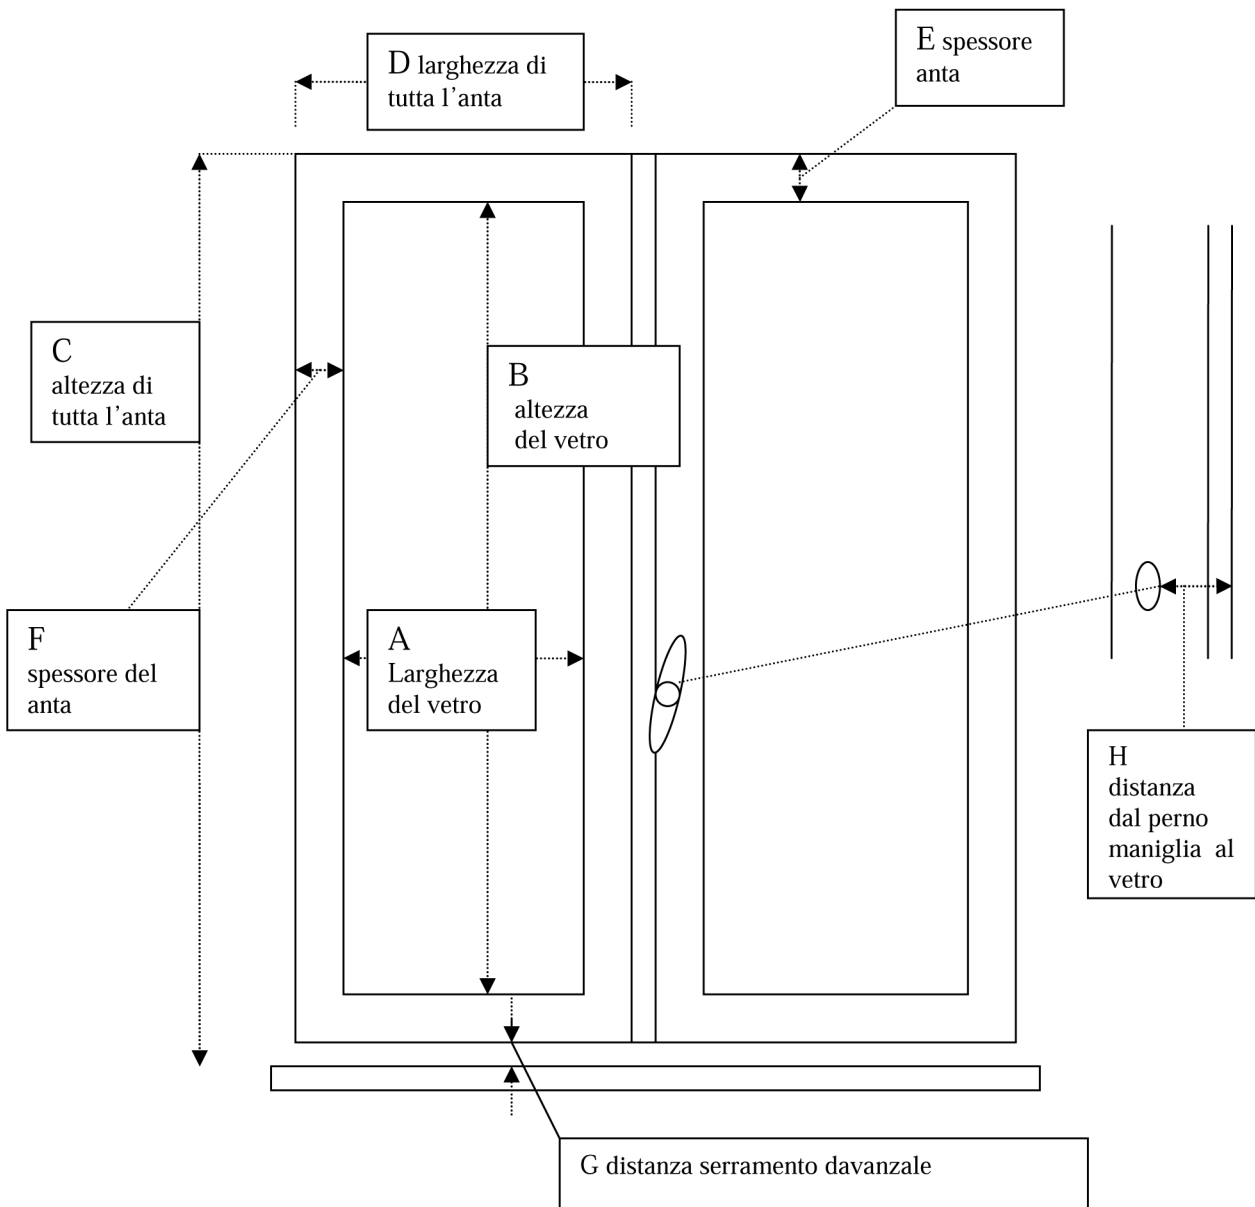 D larghezza di
tutta l'anta
E spessore
anta
C
altezza di
tutta l'anta
B
altezza
del vetro
F
spessore del
anta
A
Larghezza
del vetro
H
distanza
dal perno
maniglia al
vetro
G distanza serramento davanzale